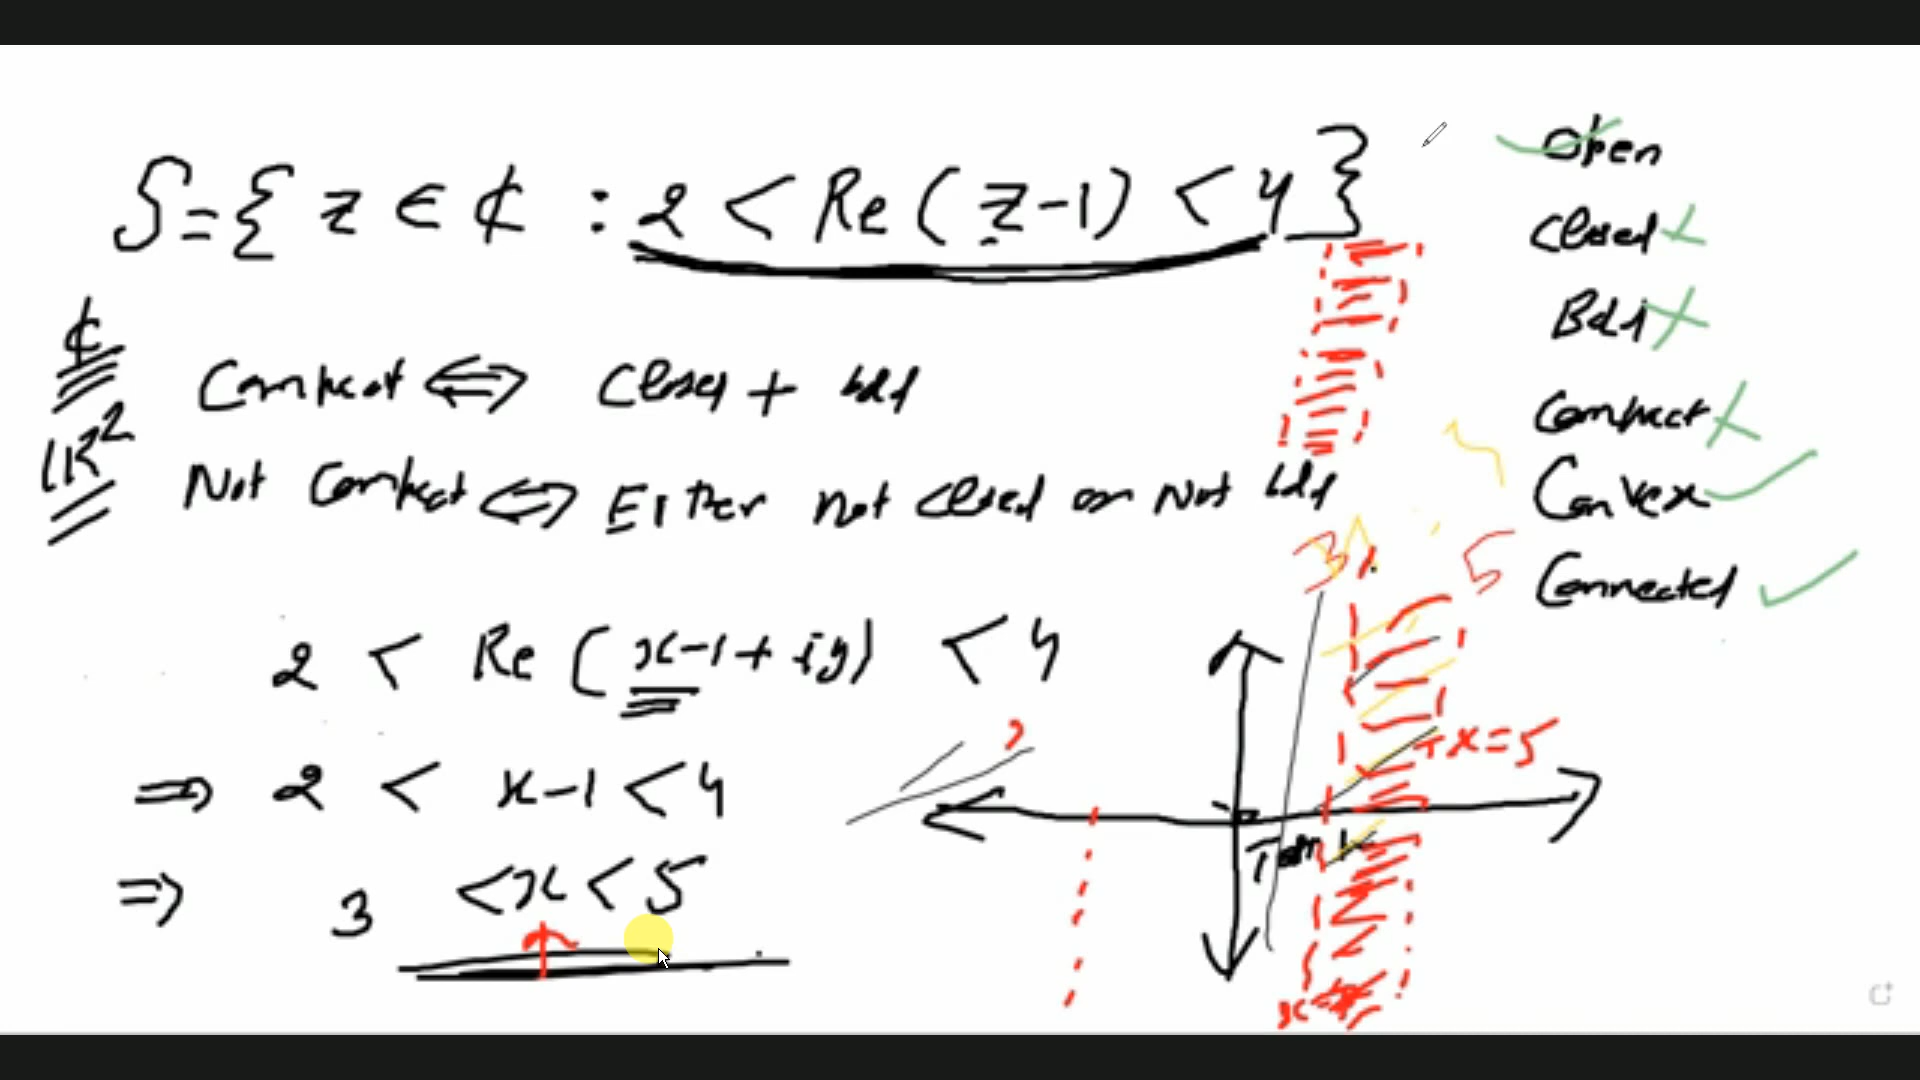 S = { z ∈ ₵ : 2 < Re ( z - 1 ) < 4 }
₵
IR²
Compact ⟺ Closed + bdd
Not Compact ⟺ Either not closed or Not bdd
2 < Re ( x - 1 + iy ) < 4
⇒ 2 < x - 1 < 4
⇒ 3 < x < 5
Open
Closed
Bdd
Compact
Convex
Connected
3
5
x = 5